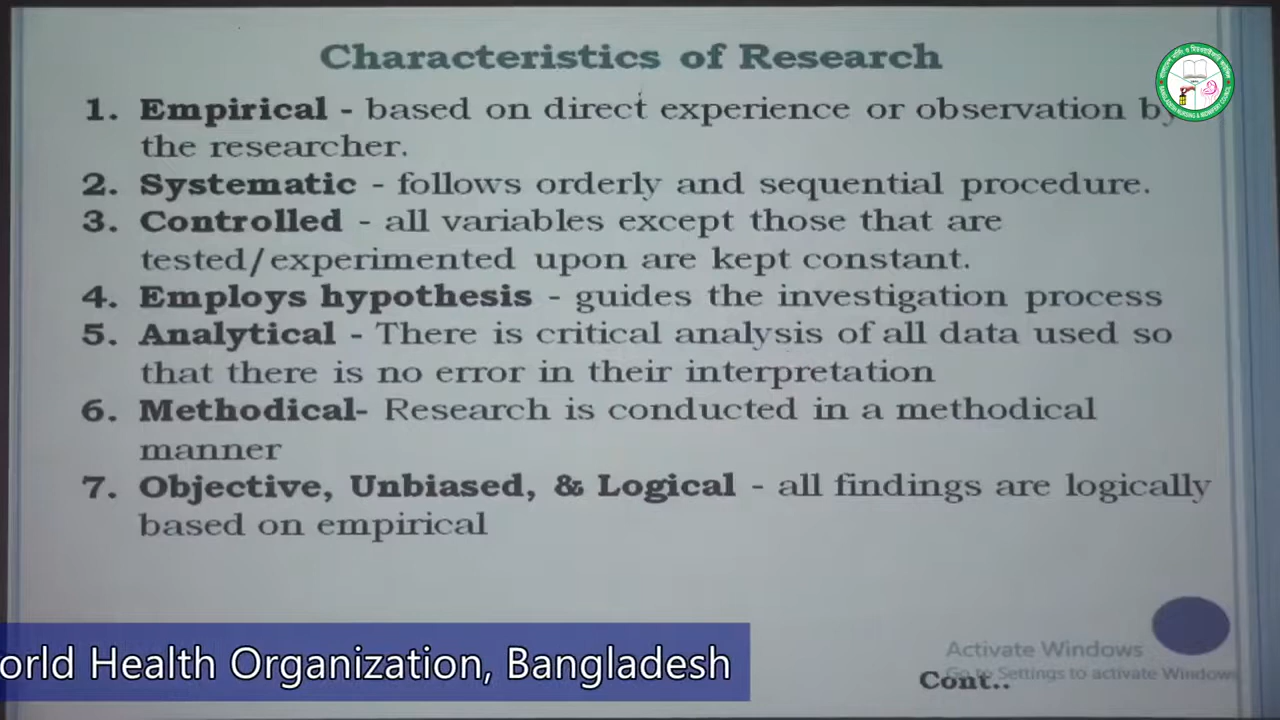 Characteristics of Research
1. Empirical - based on direct experience or observation by
the researcher.
2. Systematic - follows orderly and sequential procedure.
3. Controlled - all variables except those that are
tested/experimented upon are kept constant.
4. Employs hypothesis - guides the investigation process
5. Analytical - There is critical analysis of all data used so
that there is no error in their interpretation
6. Methodical- Research is conducted in a methodical
manner
7. Objective, Unbiased, & Logical - all findings are logically
based on empirical
orld Health Organization, Bangladesh
Activate Windows
Go to Settings to activate Windows
Cont..
BANGLADESH NURSING & MIDWIFERY COUNCIL